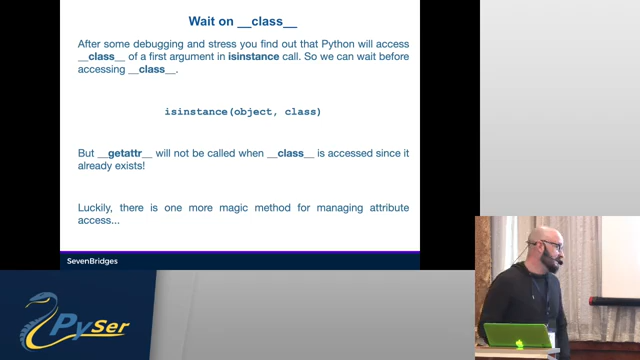 Wait on __class__
After some debugging and stress you find out that Python will access
__class__ of a first argument in isinstance call. So we can wait before
accessing __class__.
isinstance(object, class)
But __getattr__ will not be called when __class__ is accessed since it
already exists!
Luckily, there is one more magic method for managing attribute
access...
SevenBridges
PySer